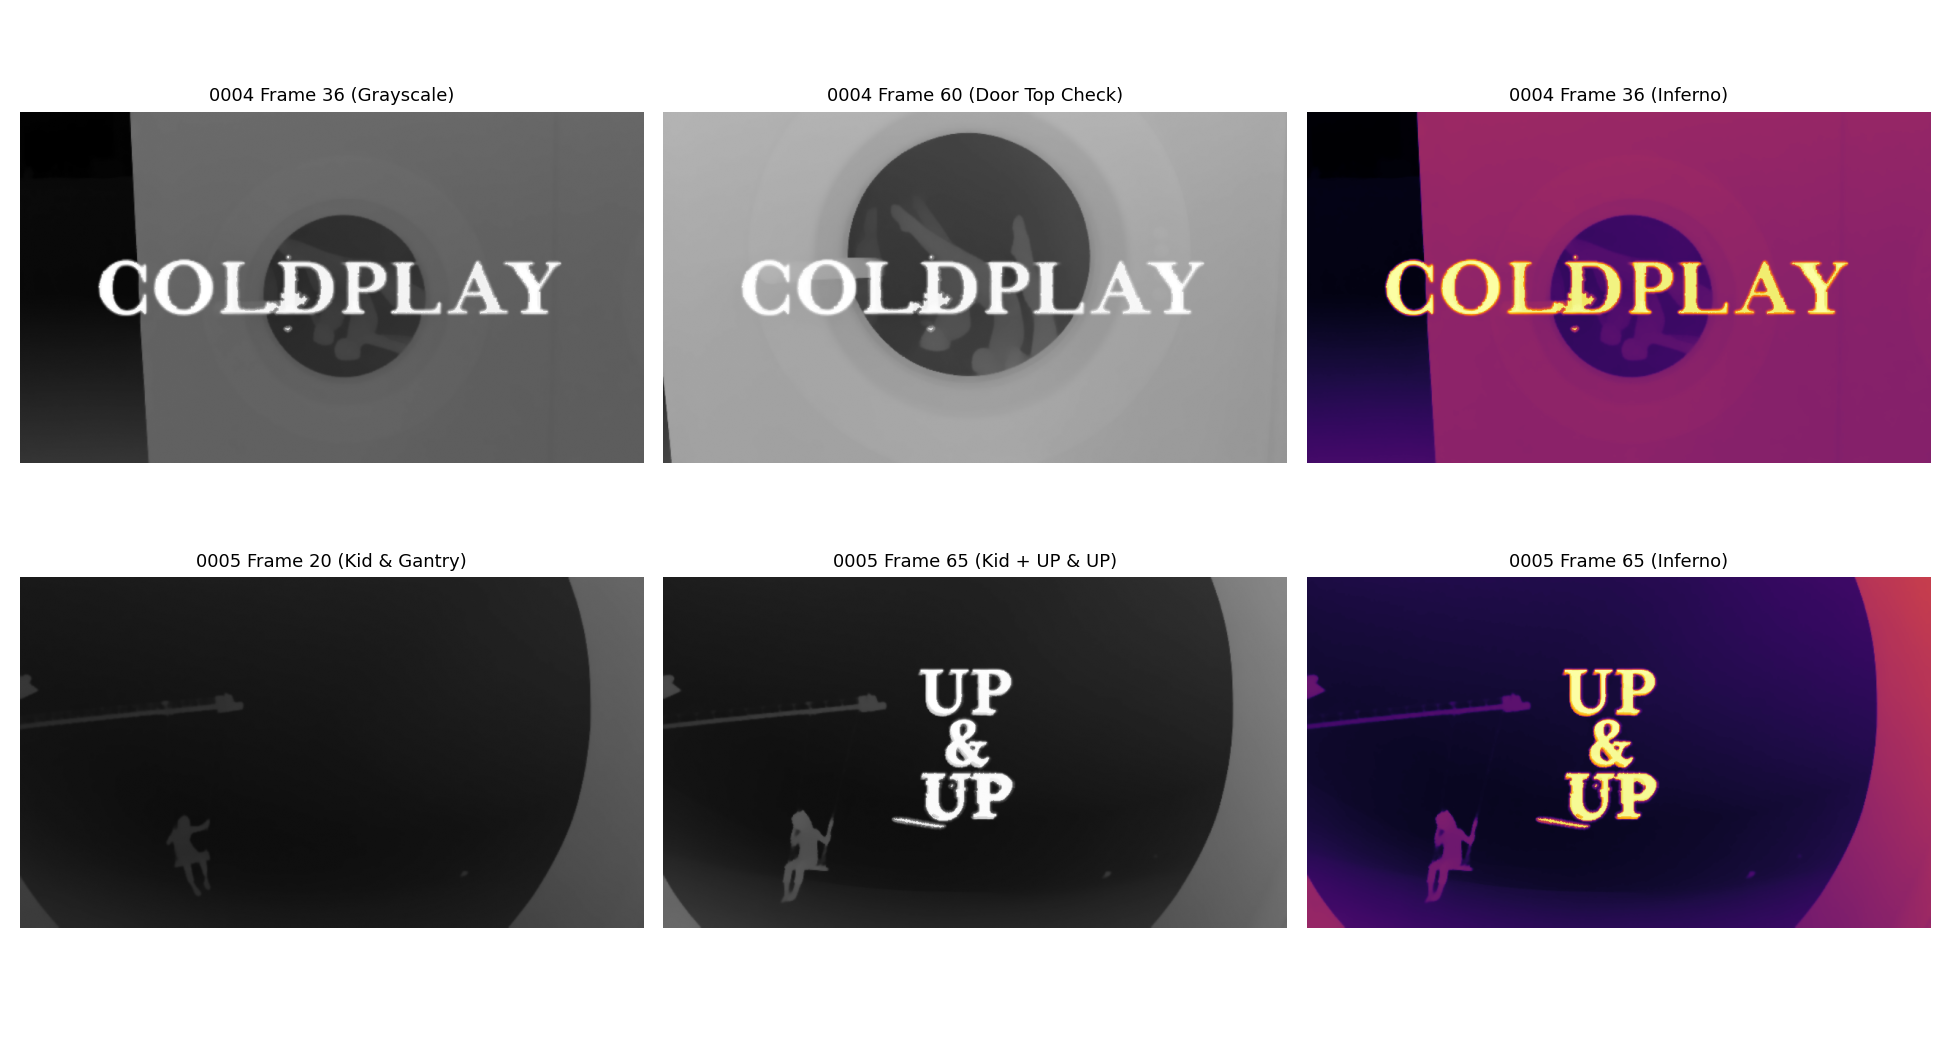 0004 Frame 36 (Grayscale)
0004 Frame 60 (Door Top Check)
0004 Frame 36 (Inferno)
COLDPLAY
COLDPLAY
COLDPLAY
0005 Frame 20 (Kid & Gantry)
0005 Frame 65 (Kid + UP & UP)
0005 Frame 65 (Inferno)
UP
&
UP
UP
&
UP